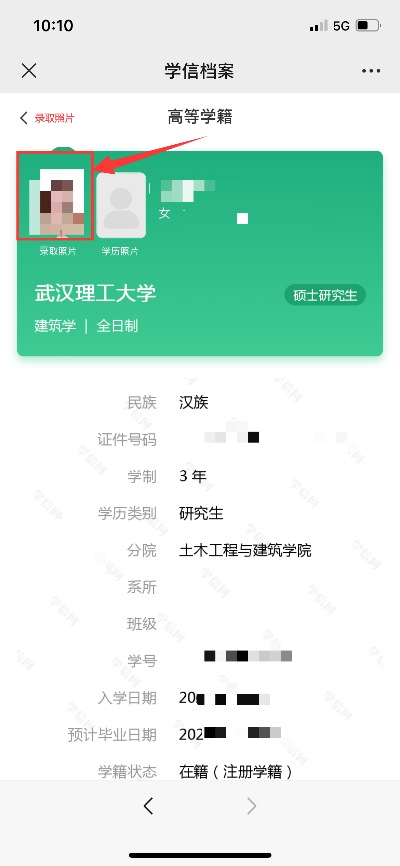 10:10 5G
学信档案
录取照片 高等学籍
女
录取照片 学历照片
武汉理工大学 硕士研究生
建筑学 | 全日制
民族 汉族
证件号码
学制 3 年
学历类别 研究生
分院 土木工程与建筑学院
系所
班级
学号
入学日期 20
预计毕业日期 202
学籍状态 在籍（注册学籍）
学信网